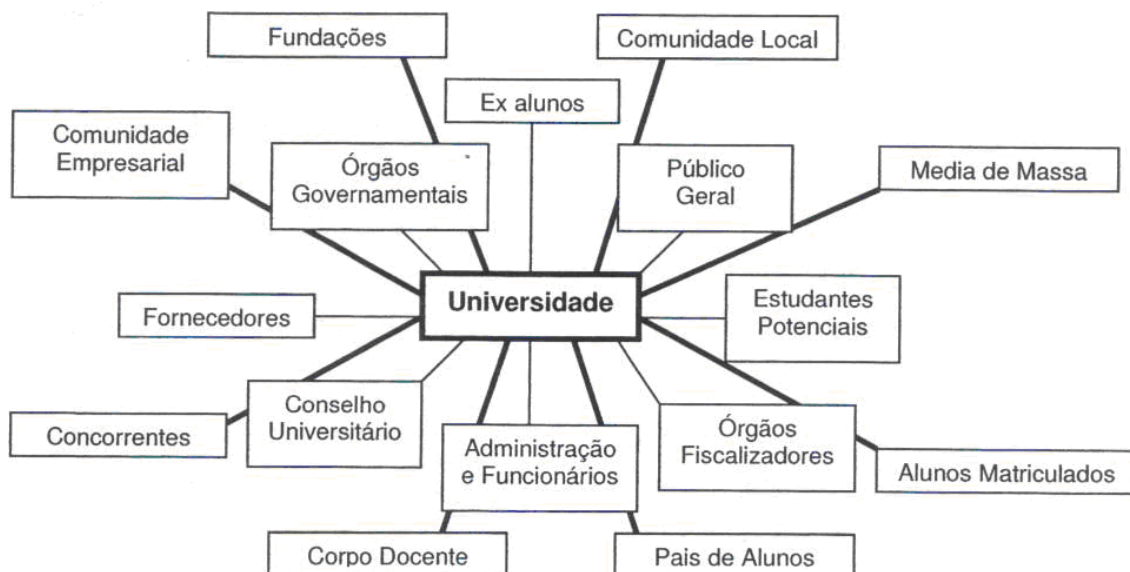 Fundações
Comunidade Local
Ex alunos
Comunidade
Empresarial
Órgãos
Governamentais
Público
Geral
Media de Massa
Universidade
Fornecedores
Estudantes
Potenciais
Concorrentes
Conselho
Universitário
Administração
e Funcionários
Órgãos
Fiscalizadores
Alunos Matriculados
Corpo Docente
Pais de Alunos